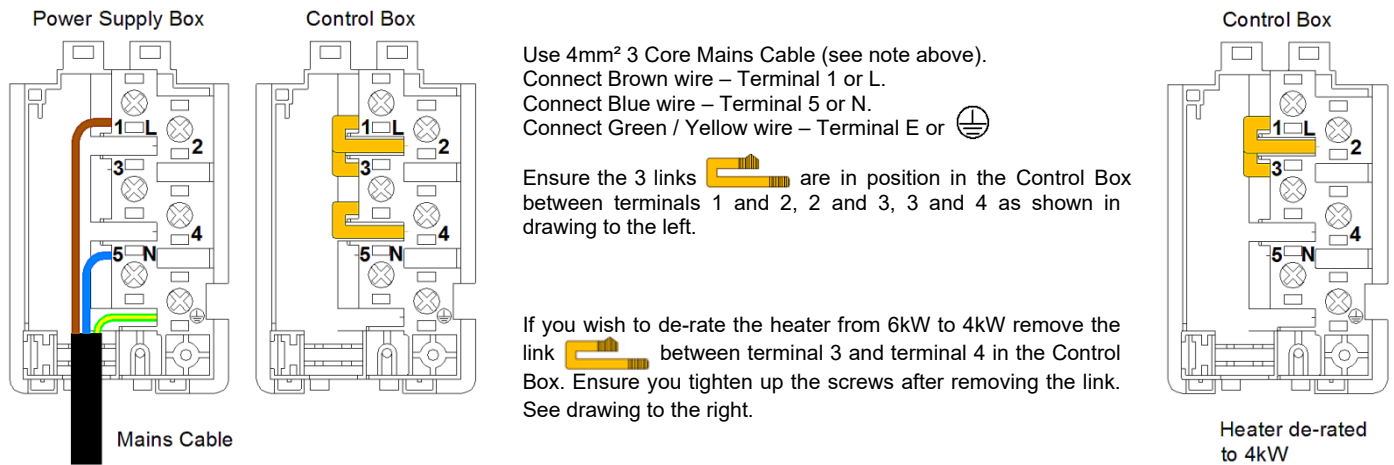 Power Supply Box
1 L
2
3
4
5 N
Mains Cable
Control Box
1 L
2
3
4
5 N
Use 4mm² 3 Core Mains Cable (see note above).
Connect Brown wire – Terminal 1 or L.
Connect Blue wire – Terminal 5 or N.
Connect Green / Yellow wire – Terminal E or
Ensure the 3 links are in position in the Control Box
between terminals 1 and 2, 2 and 3, 3 and 4 as shown in
drawing to the left.
If you wish to de-rate the heater from 6kW to 4kW remove the
link between terminal 3 and terminal 4 in the Control
Box. Ensure you tighten up the screws after removing the link.
See drawing to the right.
Control Box
1 L
2
3
4
5 N
Heater de-rated
to 4kW